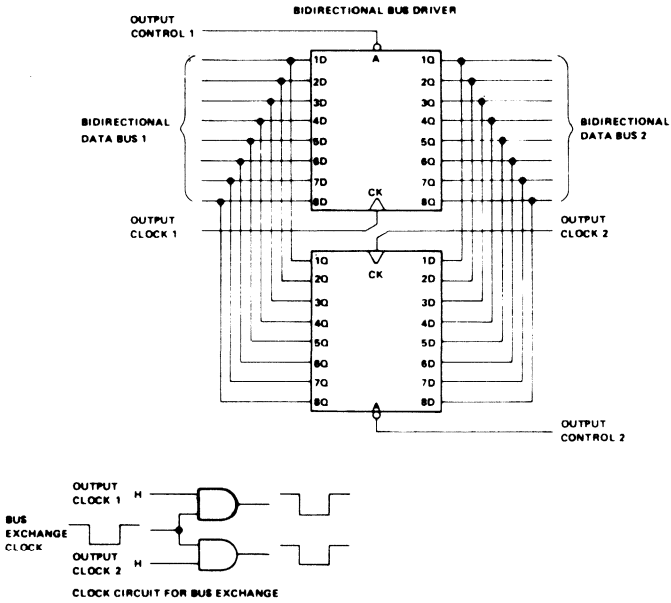 BIDIRECTIONAL BUS DRIVER
OUTPUT
CONTROL 1
A
1D
2D
3D
4D
5D
6D
7D
8D
1Q
2Q
3Q
4Q
5Q
6Q
7Q
8Q
CK
BIDIRECTIONAL
DATA BUS 1
BIDIRECTIONAL
DATA BUS 2
OUTPUT
CLOCK 1
OUTPUT
CLOCK 2
CK
1Q
2Q
3Q
4Q
5Q
6Q
7Q
8Q
1D
2D
3D
4D
5D
6D
7D
8D
A
OUTPUT
CONTROL 2
OUTPUT
CLOCK 1
H
BUS
EXCHANGE
CLOCK
OUTPUT
CLOCK 2
H
CLOCK CIRCUIT FOR BUS EXCHANGE